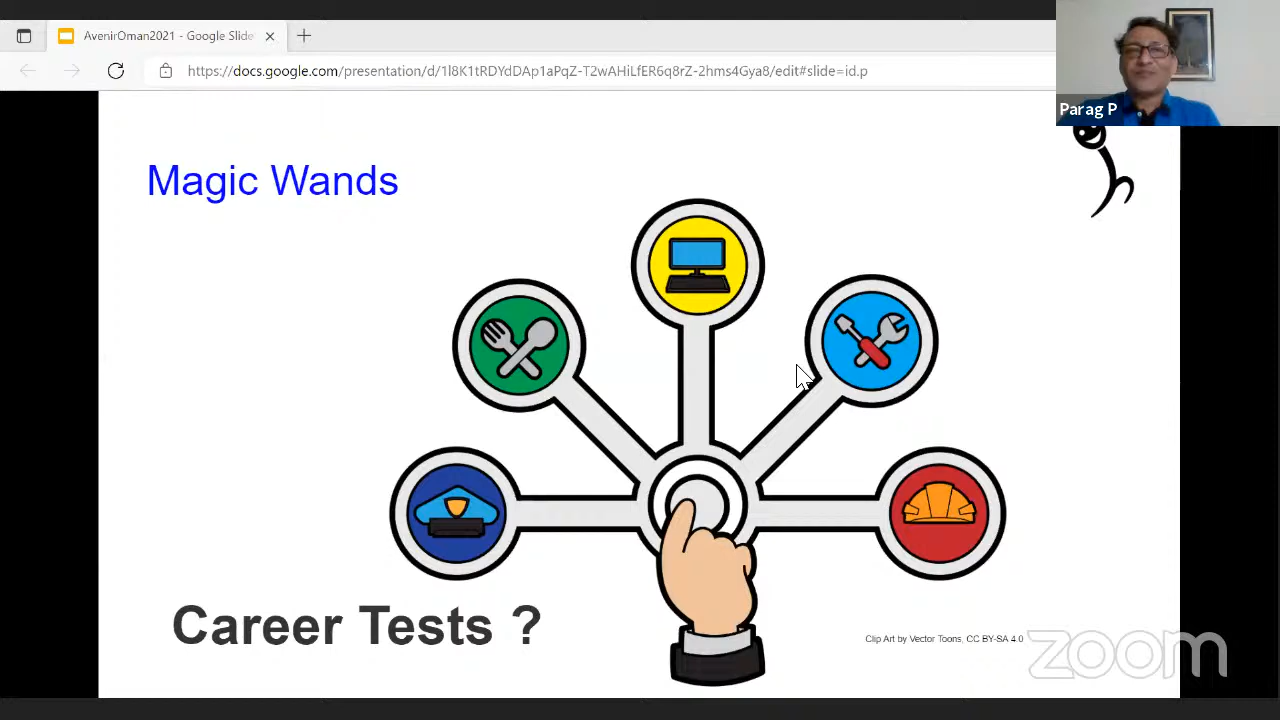 AvenirOman2021 - Google Slide
https://docs.google.com/presentation/d/1l8K1tRDYdDAp1aPqZ-T2wAHiLfER6q8rZ-2hms4Gya8/edit#slide=id.p
Parag P
Magic Wands
Career Tests ?
Clip Art by Vector Toons, CC BY-SA 4.0
zoom